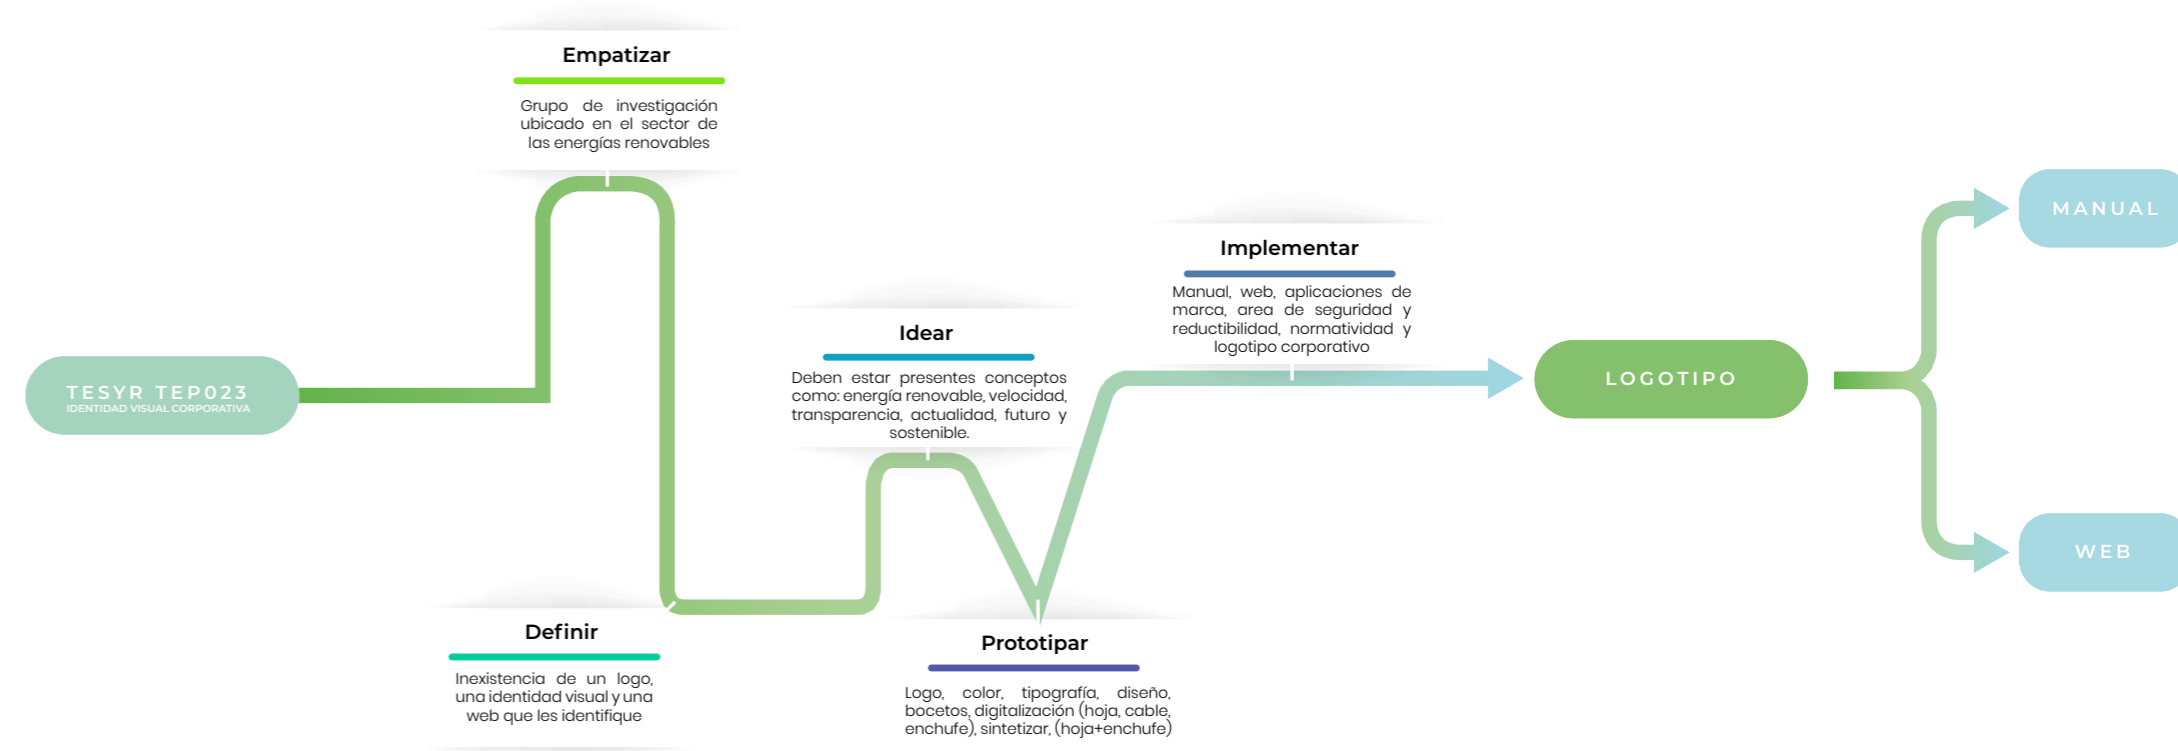 TESYR TEP023
IDENTIDAD VISUAL CORPORATIVA
Empatizar
Grupo de investigación
ubicado en el sector de
las energías renovables
Definir
Inexistencia de un logo,
una identidad visual y una
web que les identifique
Idear
Deben estar presentes conceptos
como: energía renovable, velocidad,
transparencia, actualidad, futuro y
sostenible.
Prototipar
Logo, color, tipografía, diseño,
bocetos, digitalización (hoja, cable,
enchufe), sintetizar, (hoja+enchufe)
Implementar
Manual, web, aplicaciones de
marca, area de seguridad y
reductibilidad, normatividad y
logotipo corporativo
LOGOTIPO
MANUAL
WEB